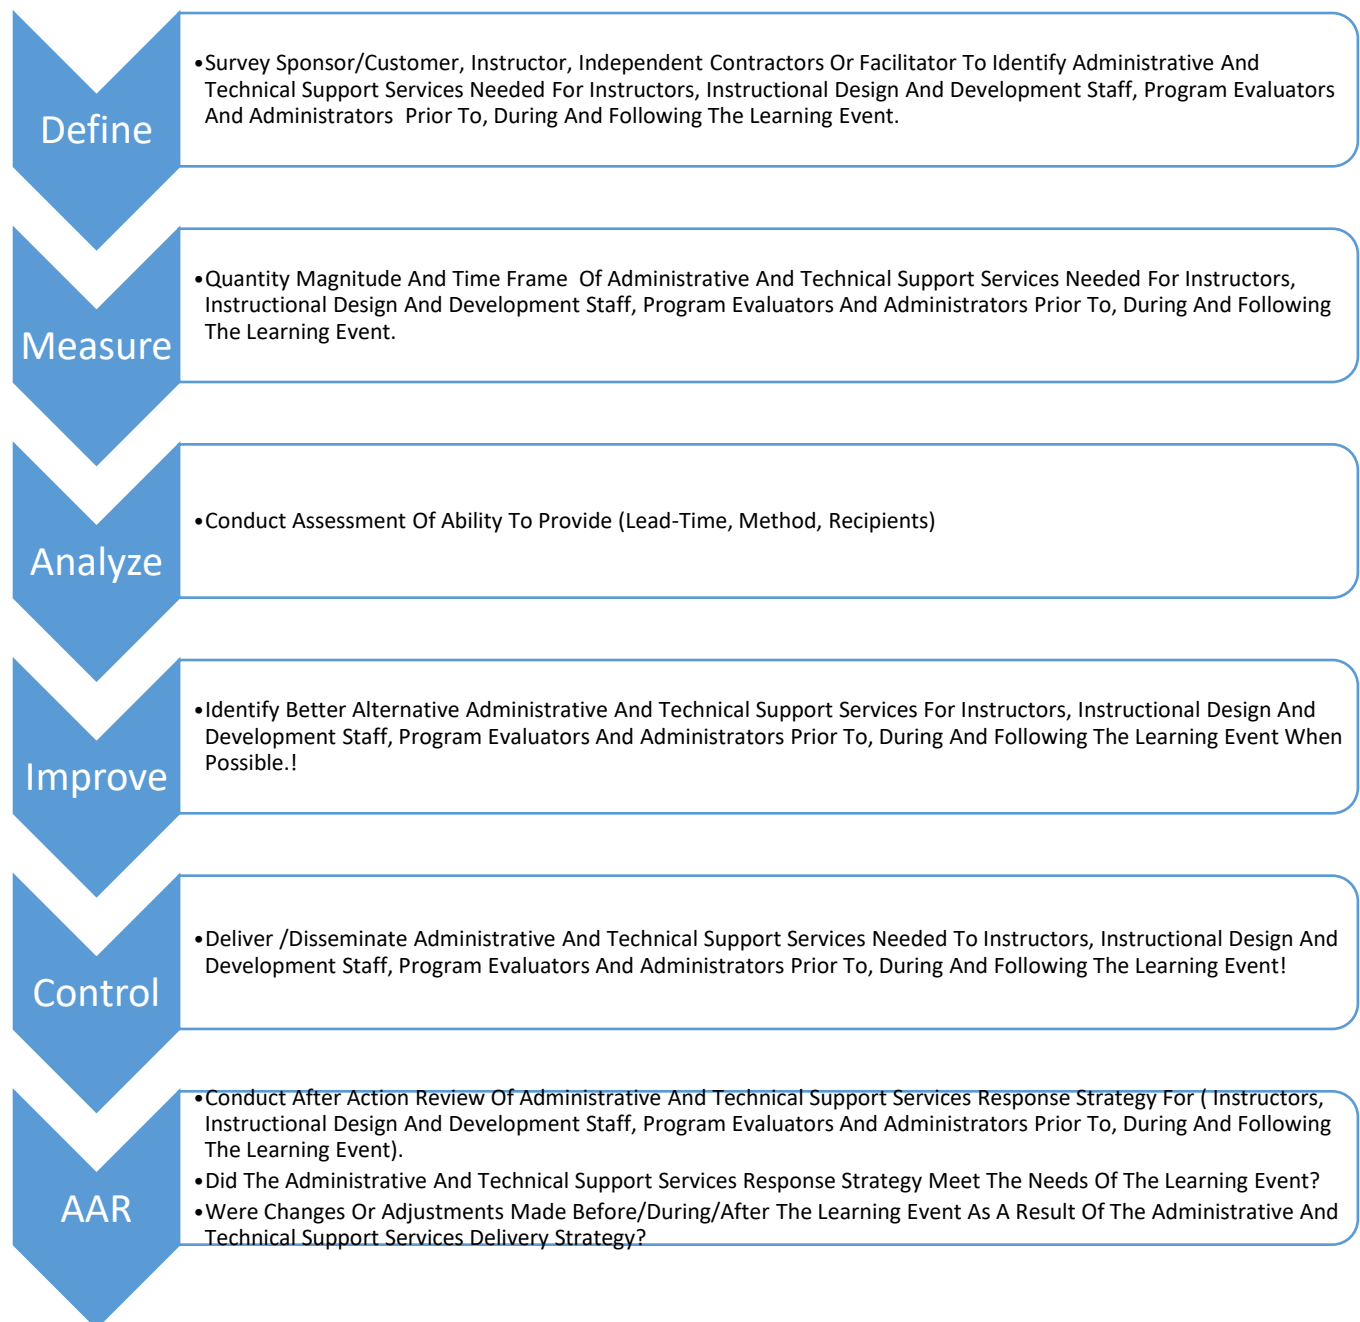 Define
•Survey Sponsor/Customer, Instructor, Independent Contractors Or Facilitator To Identify Administrative And
Technical Support Services Needed For Instructors, Instructional Design And Development Staff, Program Evaluators
And Administrators  Prior To, During And Following The Learning Event.
Measure
•Quantity Magnitude And Time Frame  Of Administrative And Technical Support Services Needed For Instructors,
Instructional Design And Development Staff, Program Evaluators And Administrators Prior To, During And Following
The Learning Event.
Analyze
•Conduct Assessment Of Ability To Provide (Lead-Time, Method, Recipients)
Improve
•Identify Better Alternative Administrative And Technical Support Services For Instructors, Instructional Design And
Development Staff, Program Evaluators And Administrators Prior To, During And Following The Learning Event When
Possible.!
Control
•Deliver /Disseminate Administrative And Technical Support Services Needed To Instructors, Instructional Design And
Development Staff, Program Evaluators And Administrators Prior To, During And Following The Learning Event!
AAR
•Conduct After Action Review Of Administrative And Technical Support Services Response Strategy For ( Instructors,
Instructional Design And Development Staff, Program Evaluators And Administrators Prior To, During And Following
The Learning Event).
•Did The Administrative And Technical Support Services Response Strategy Meet The Needs Of The Learning Event?
•Were Changes Or Adjustments Made Before/During/After The Learning Event As A Result Of The Administrative And
Technical Support Services Delivery Strategy?